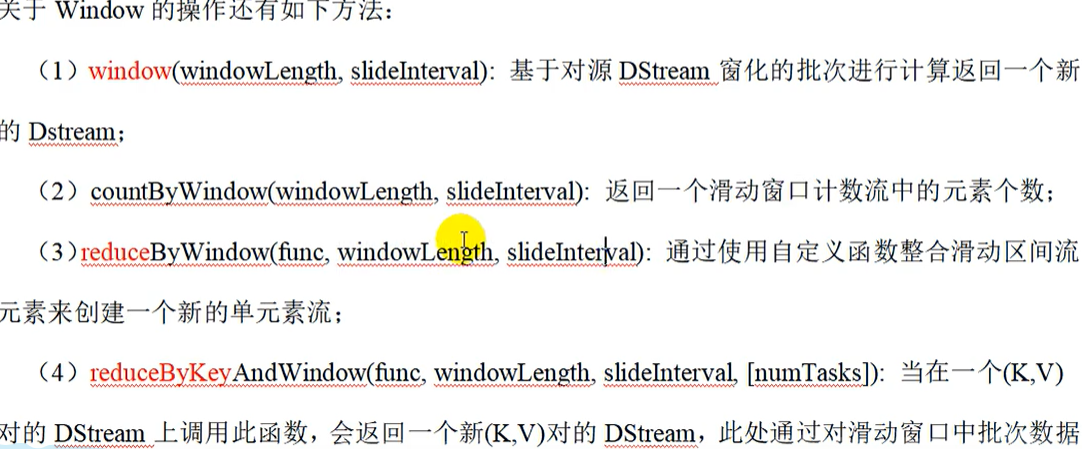 关于 Window 的操作还有如下方法：
（1）window(windowLength, slideInterval): 基于对源 DStream 窗化的批次进行计算返回一个新
的 Dstream；
（2）countByWindow(windowLength, slideInterval): 返回一个滑动窗口计数流中的元素个数；
（3）reduceByWindow(func, windowLength, slideInterval): 通过使用自定义函数整合滑动区间流
元素来创建一个新的单元素流；
（4）reduceByKeyAndWindow(func, windowLength, slideInterval, [numTasks]): 当在一个(K,V)
对的 DStream 上调用此函数，会返回一个新(K,V)对的 DStream，此处通过对滑动窗口中批次数据